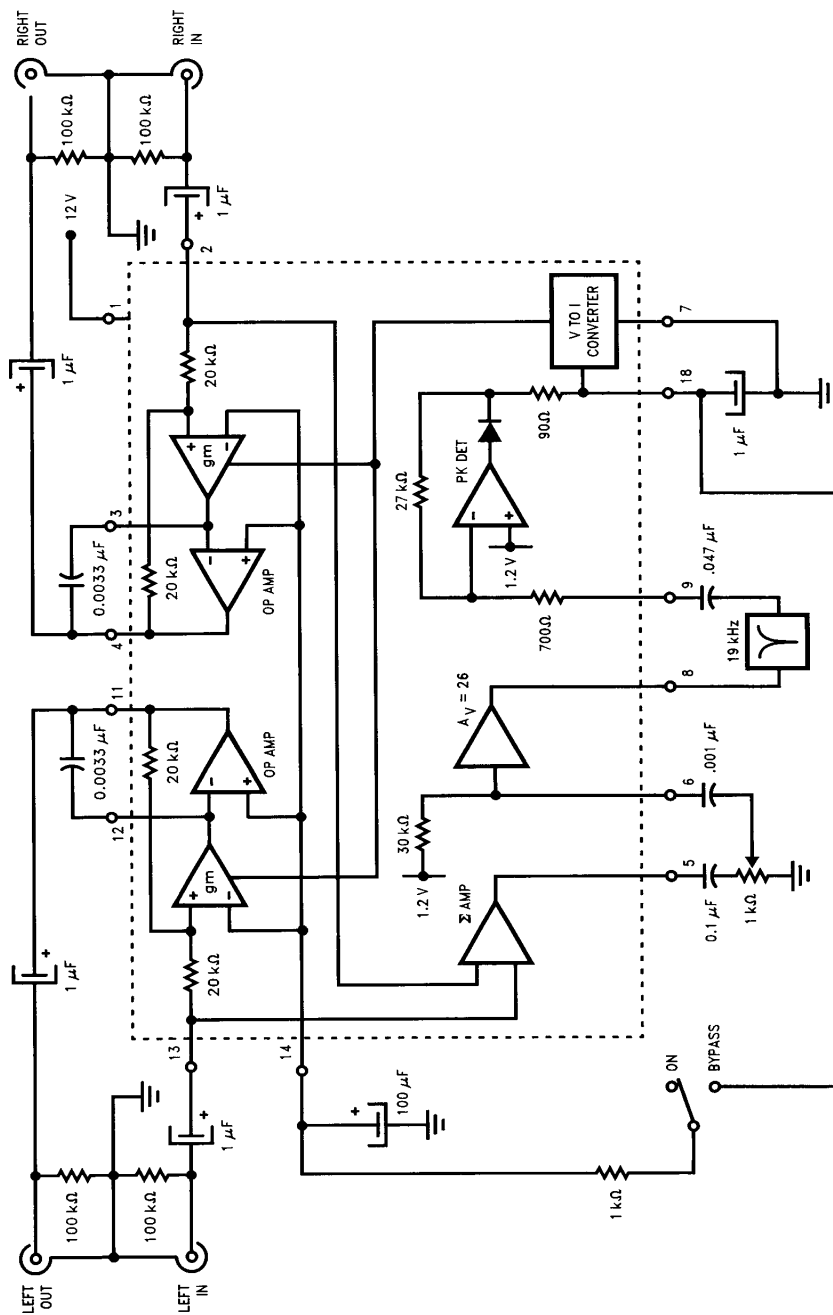 LEFT OUT
LEFT IN
100 kΩ
100 kΩ
1 µF
+
1 µF
+
13
14
12
11
0.0033 µF
20 kΩ
20 kΩ
gm
+
−
OP AMP
−
+
100 µF
+
1 kΩ
ON
BYPASS
1.2 V
30 kΩ
Σ AMP
A_V = 26
5
0.1 µF
1 kΩ
6
.001 µF
8
19 kHz
9
.047 µF
RIGHT OUT
RIGHT IN
100 kΩ
100 kΩ
12 V
1 µF
+
1 µF
+
1
2
3
4
0.0033 µF
20 kΩ
20 kΩ
gm
+
−
OP AMP
−
+
27 kΩ
PK DET
−
+
1.2 V
700Ω
90Ω
V TO I CONVERTER
18
7
1 µF
+